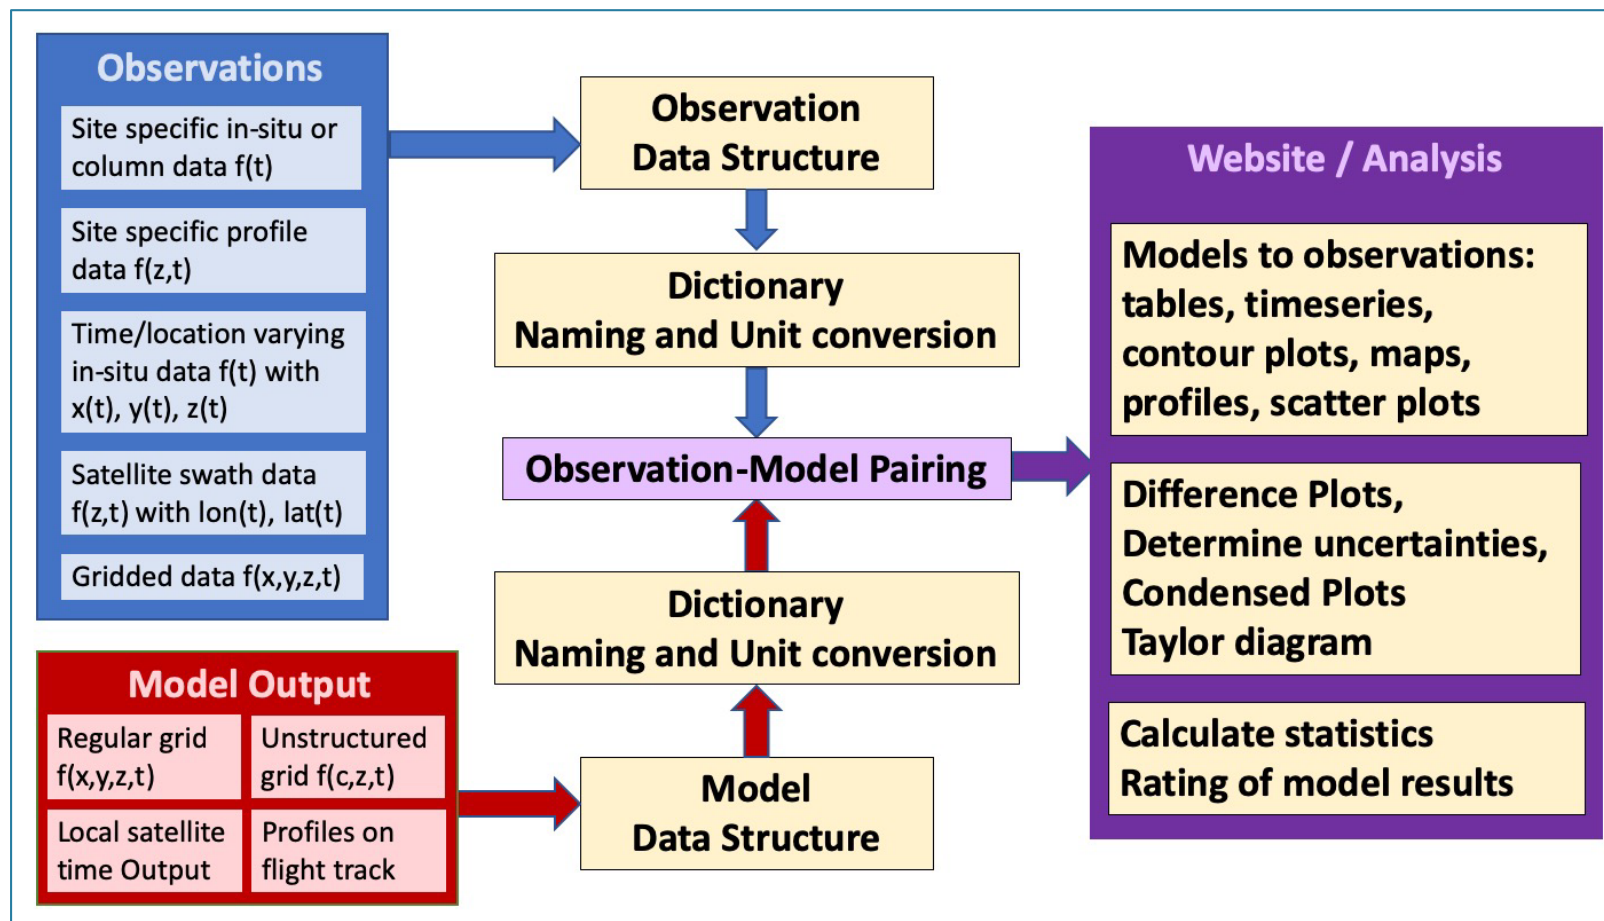 Observations
Site specific in-situ or
column data f(t)
Site specific profile
data f(z,t)
Time/location varying
in-situ data f(t) with
x(t), y(t), z(t)
Satellite swath data
f(z,t) with lon(t), lat(t)
Gridded data f(x,y,z,t)
Model Output
Regular grid
f(x,y,z,t)
Unstructured
grid f(c,z,t)
Local satellite
time Output
Profiles on
flight track
Observation
Data Structure
Dictionary
Naming and Unit conversion
Observation-Model Pairing
Dictionary
Naming and Unit conversion
Model
Data Structure
Website / Analysis
Models to observations:
tables, timeseries,
contour plots, maps,
profiles, scatter plots
Difference Plots,
Determine uncertainties,
Condensed Plots
Taylor diagram
Calculate statistics
Rating of model results